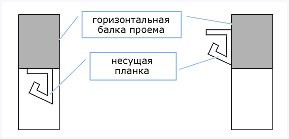 горизонтальная
балка проема
несущая
планка